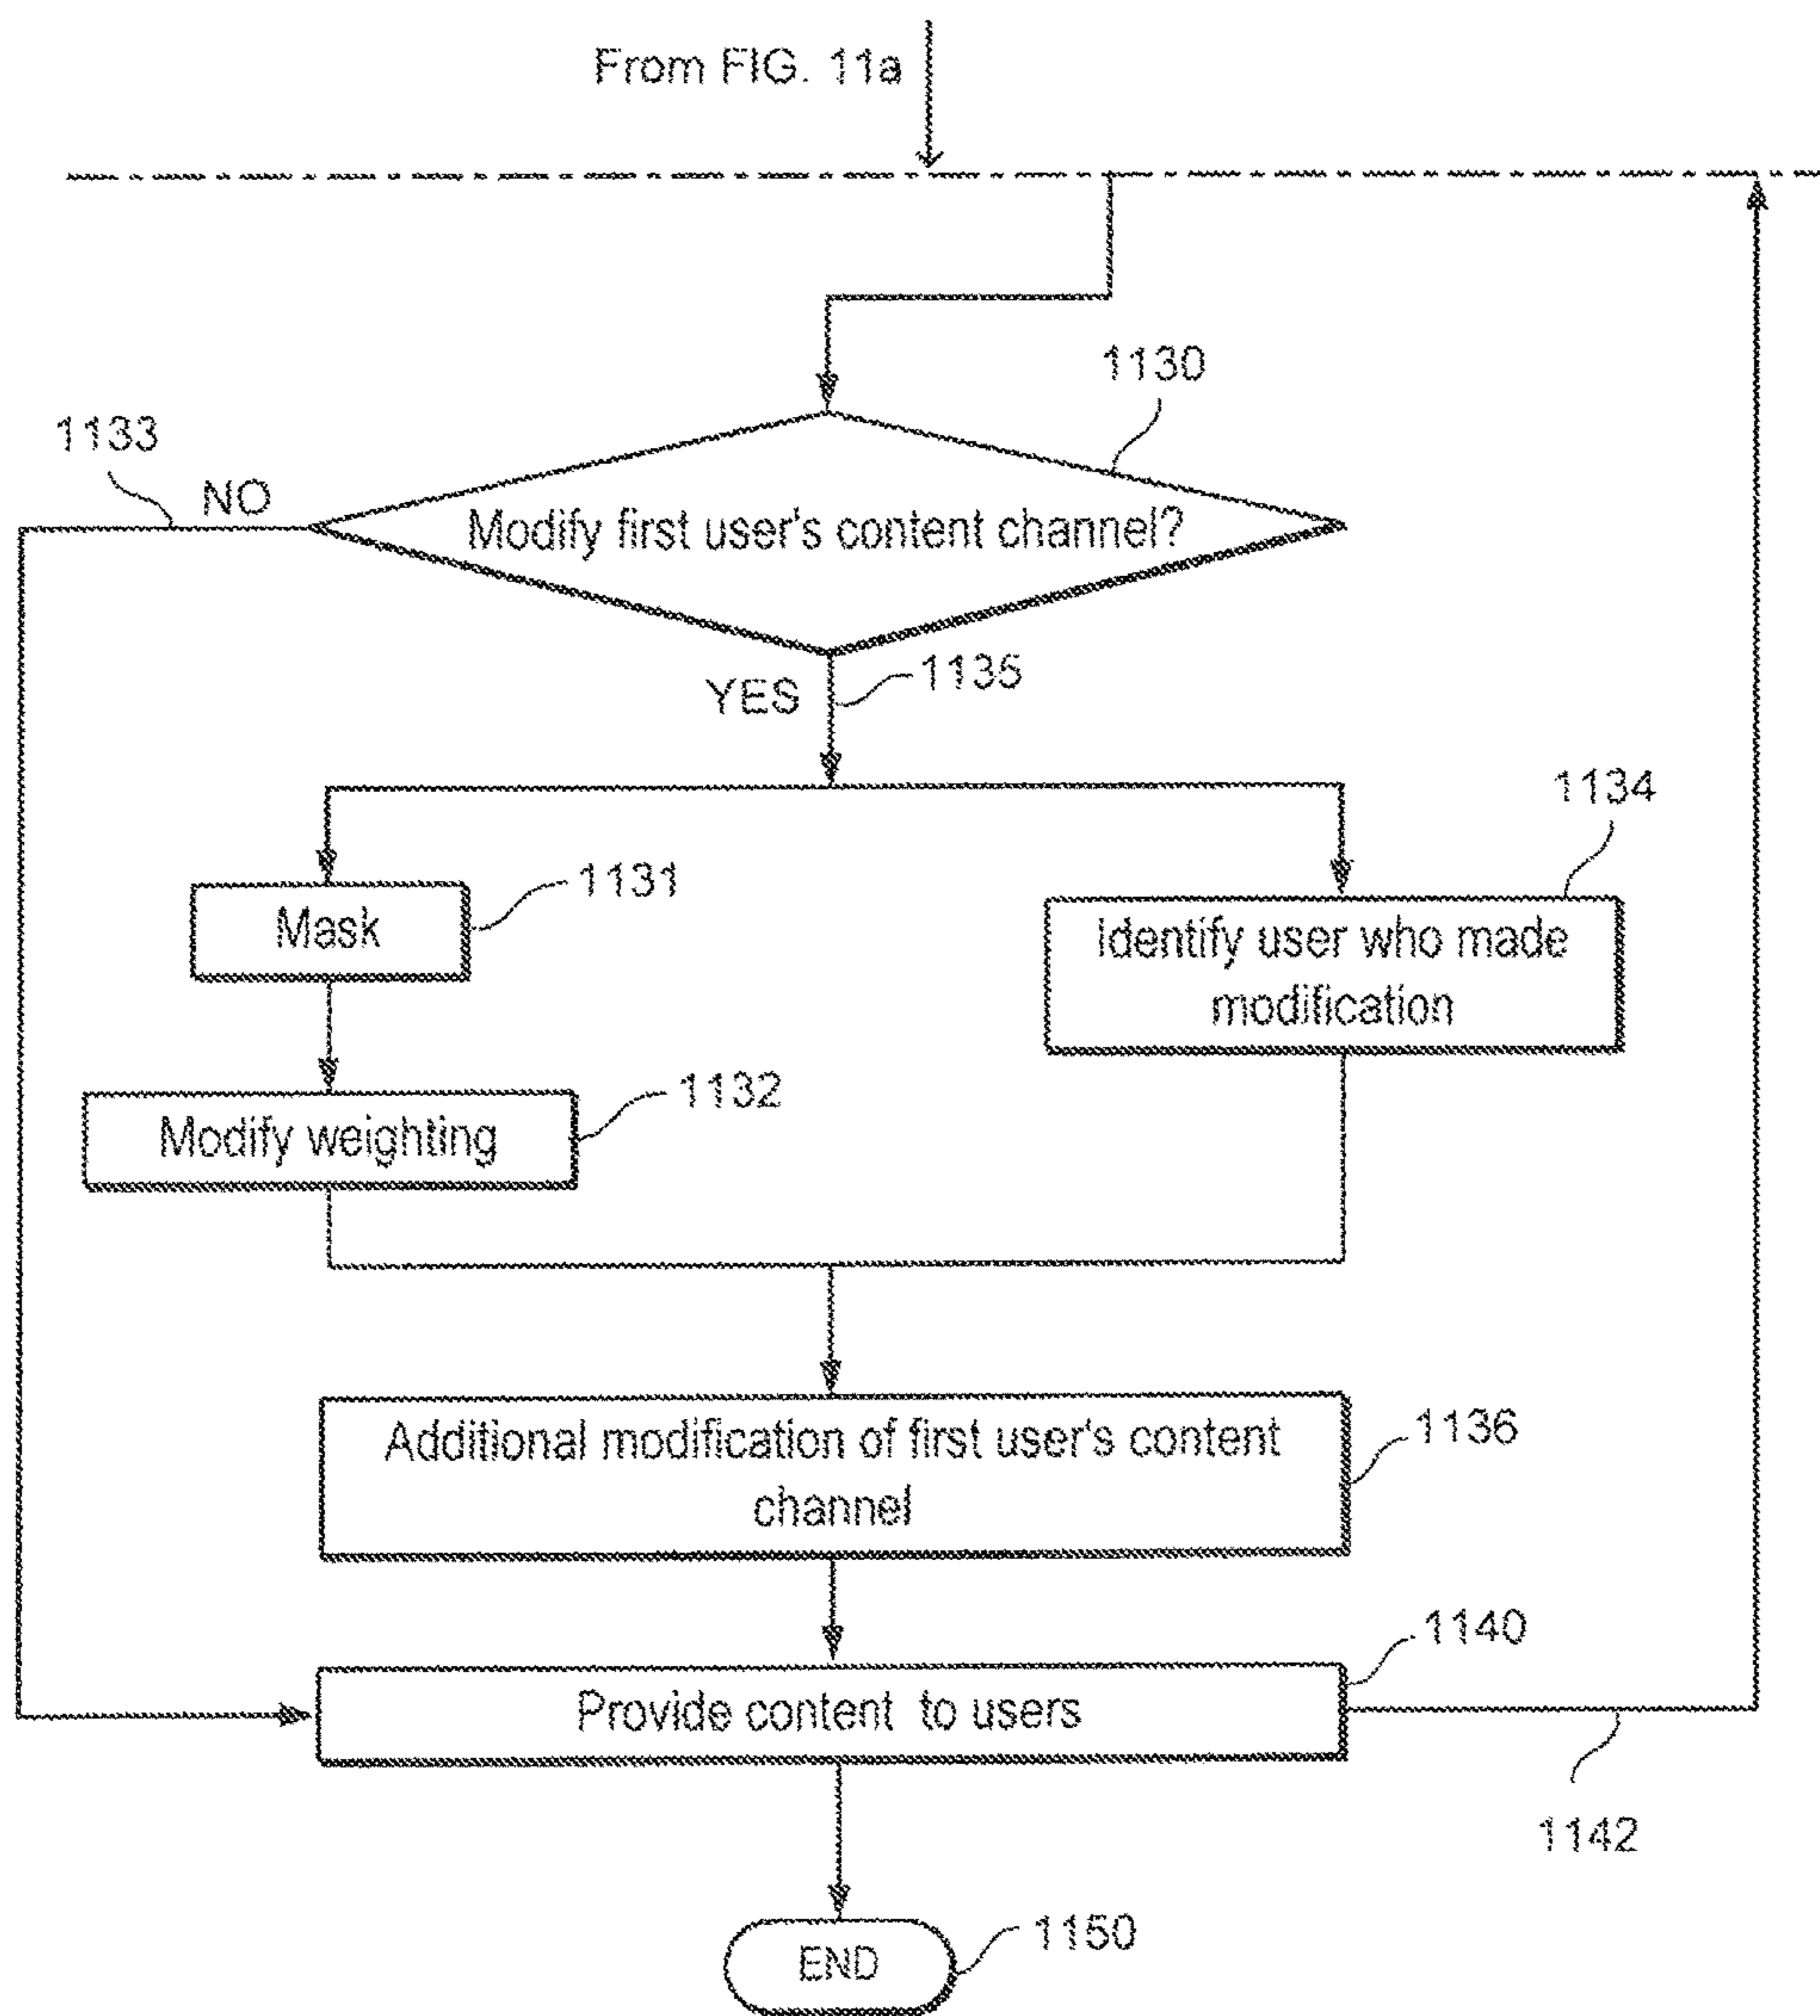 From FIG. 11a
1130
1133
NO
Modify first user's content channel?
YES
1135
1134
1131
Mask
Identify user who made
modification
1132
Modify weighting
Additional modification of first user's content
channel
1136
1140
Provide content to users
1142
END
1150